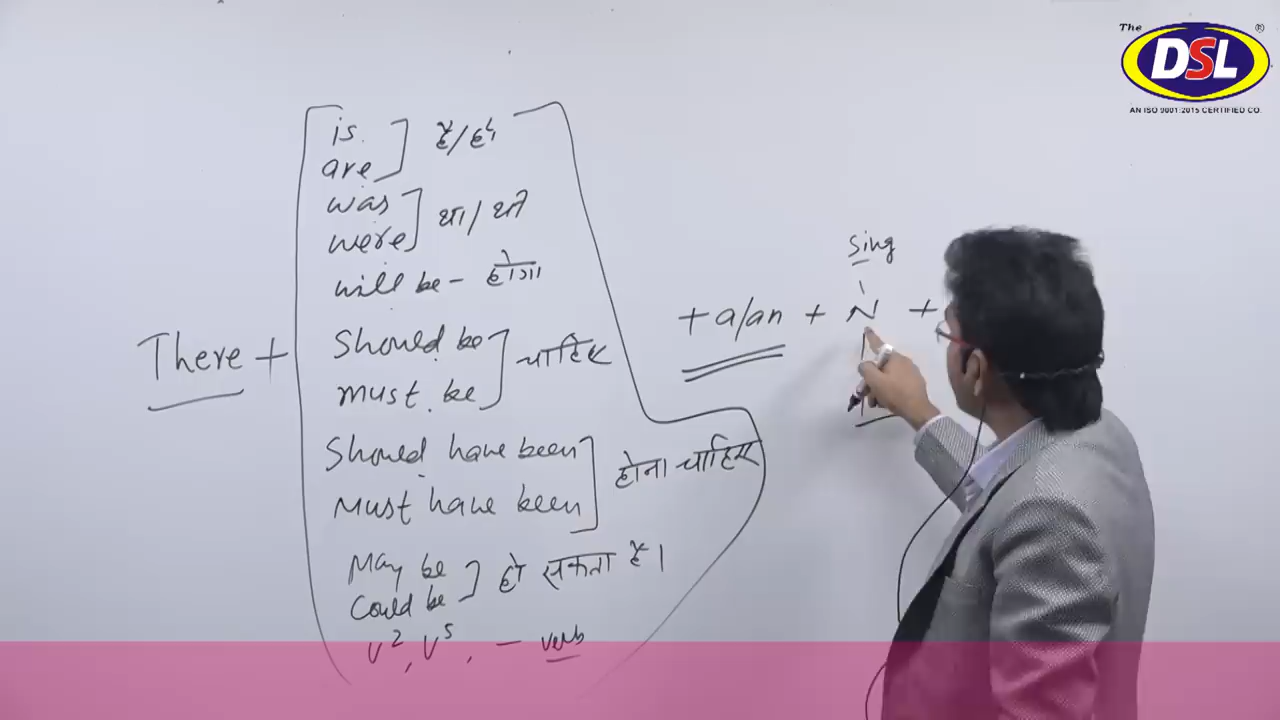 The
DSL
®
AN ISO 9001:2015 CERTIFIED CO.
is
are ] है/हैं
was
were ] था/थी
will be - होगा
There +
Should be
must be ] चाहिए
Should have been
Must have been ] होना चाहिए
May be
Could be ] हो सकता है।
V2, V5, - verb
Sing
+ a/an + N +